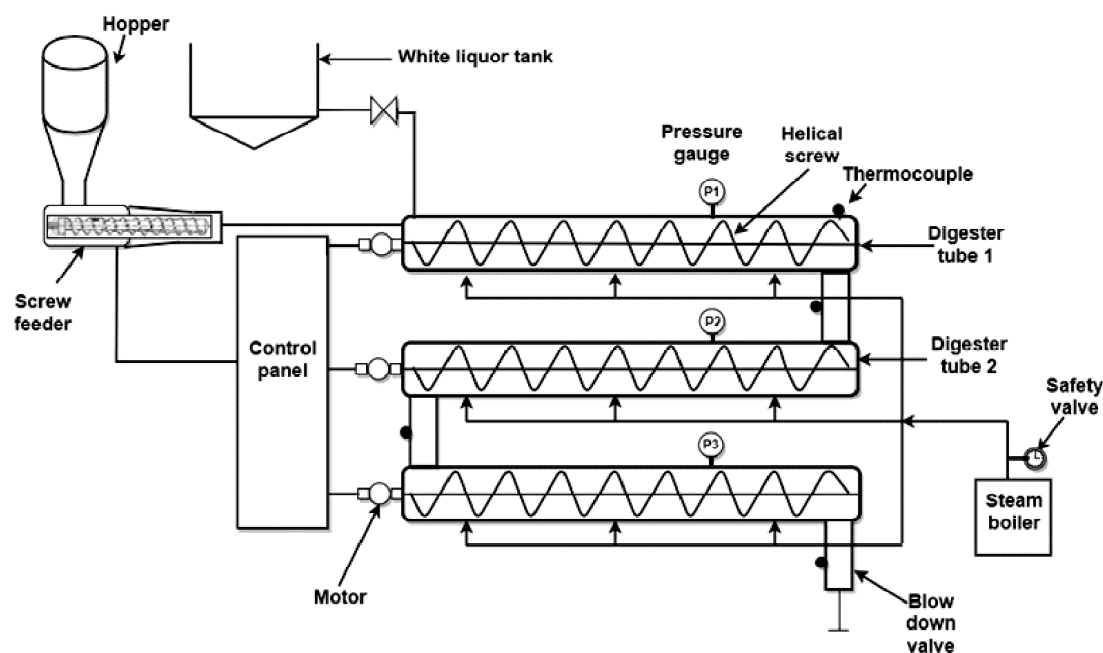 Hopper
White liquor tank
Pressure
gauge
Helical
screw
Thermocouple
P1
Digester
tube 1
Screw
feeder
Control
panel
P2
Digester
tube 2
Safety
valve
P3
Steam
boiler
Motor
Blow
down
valve